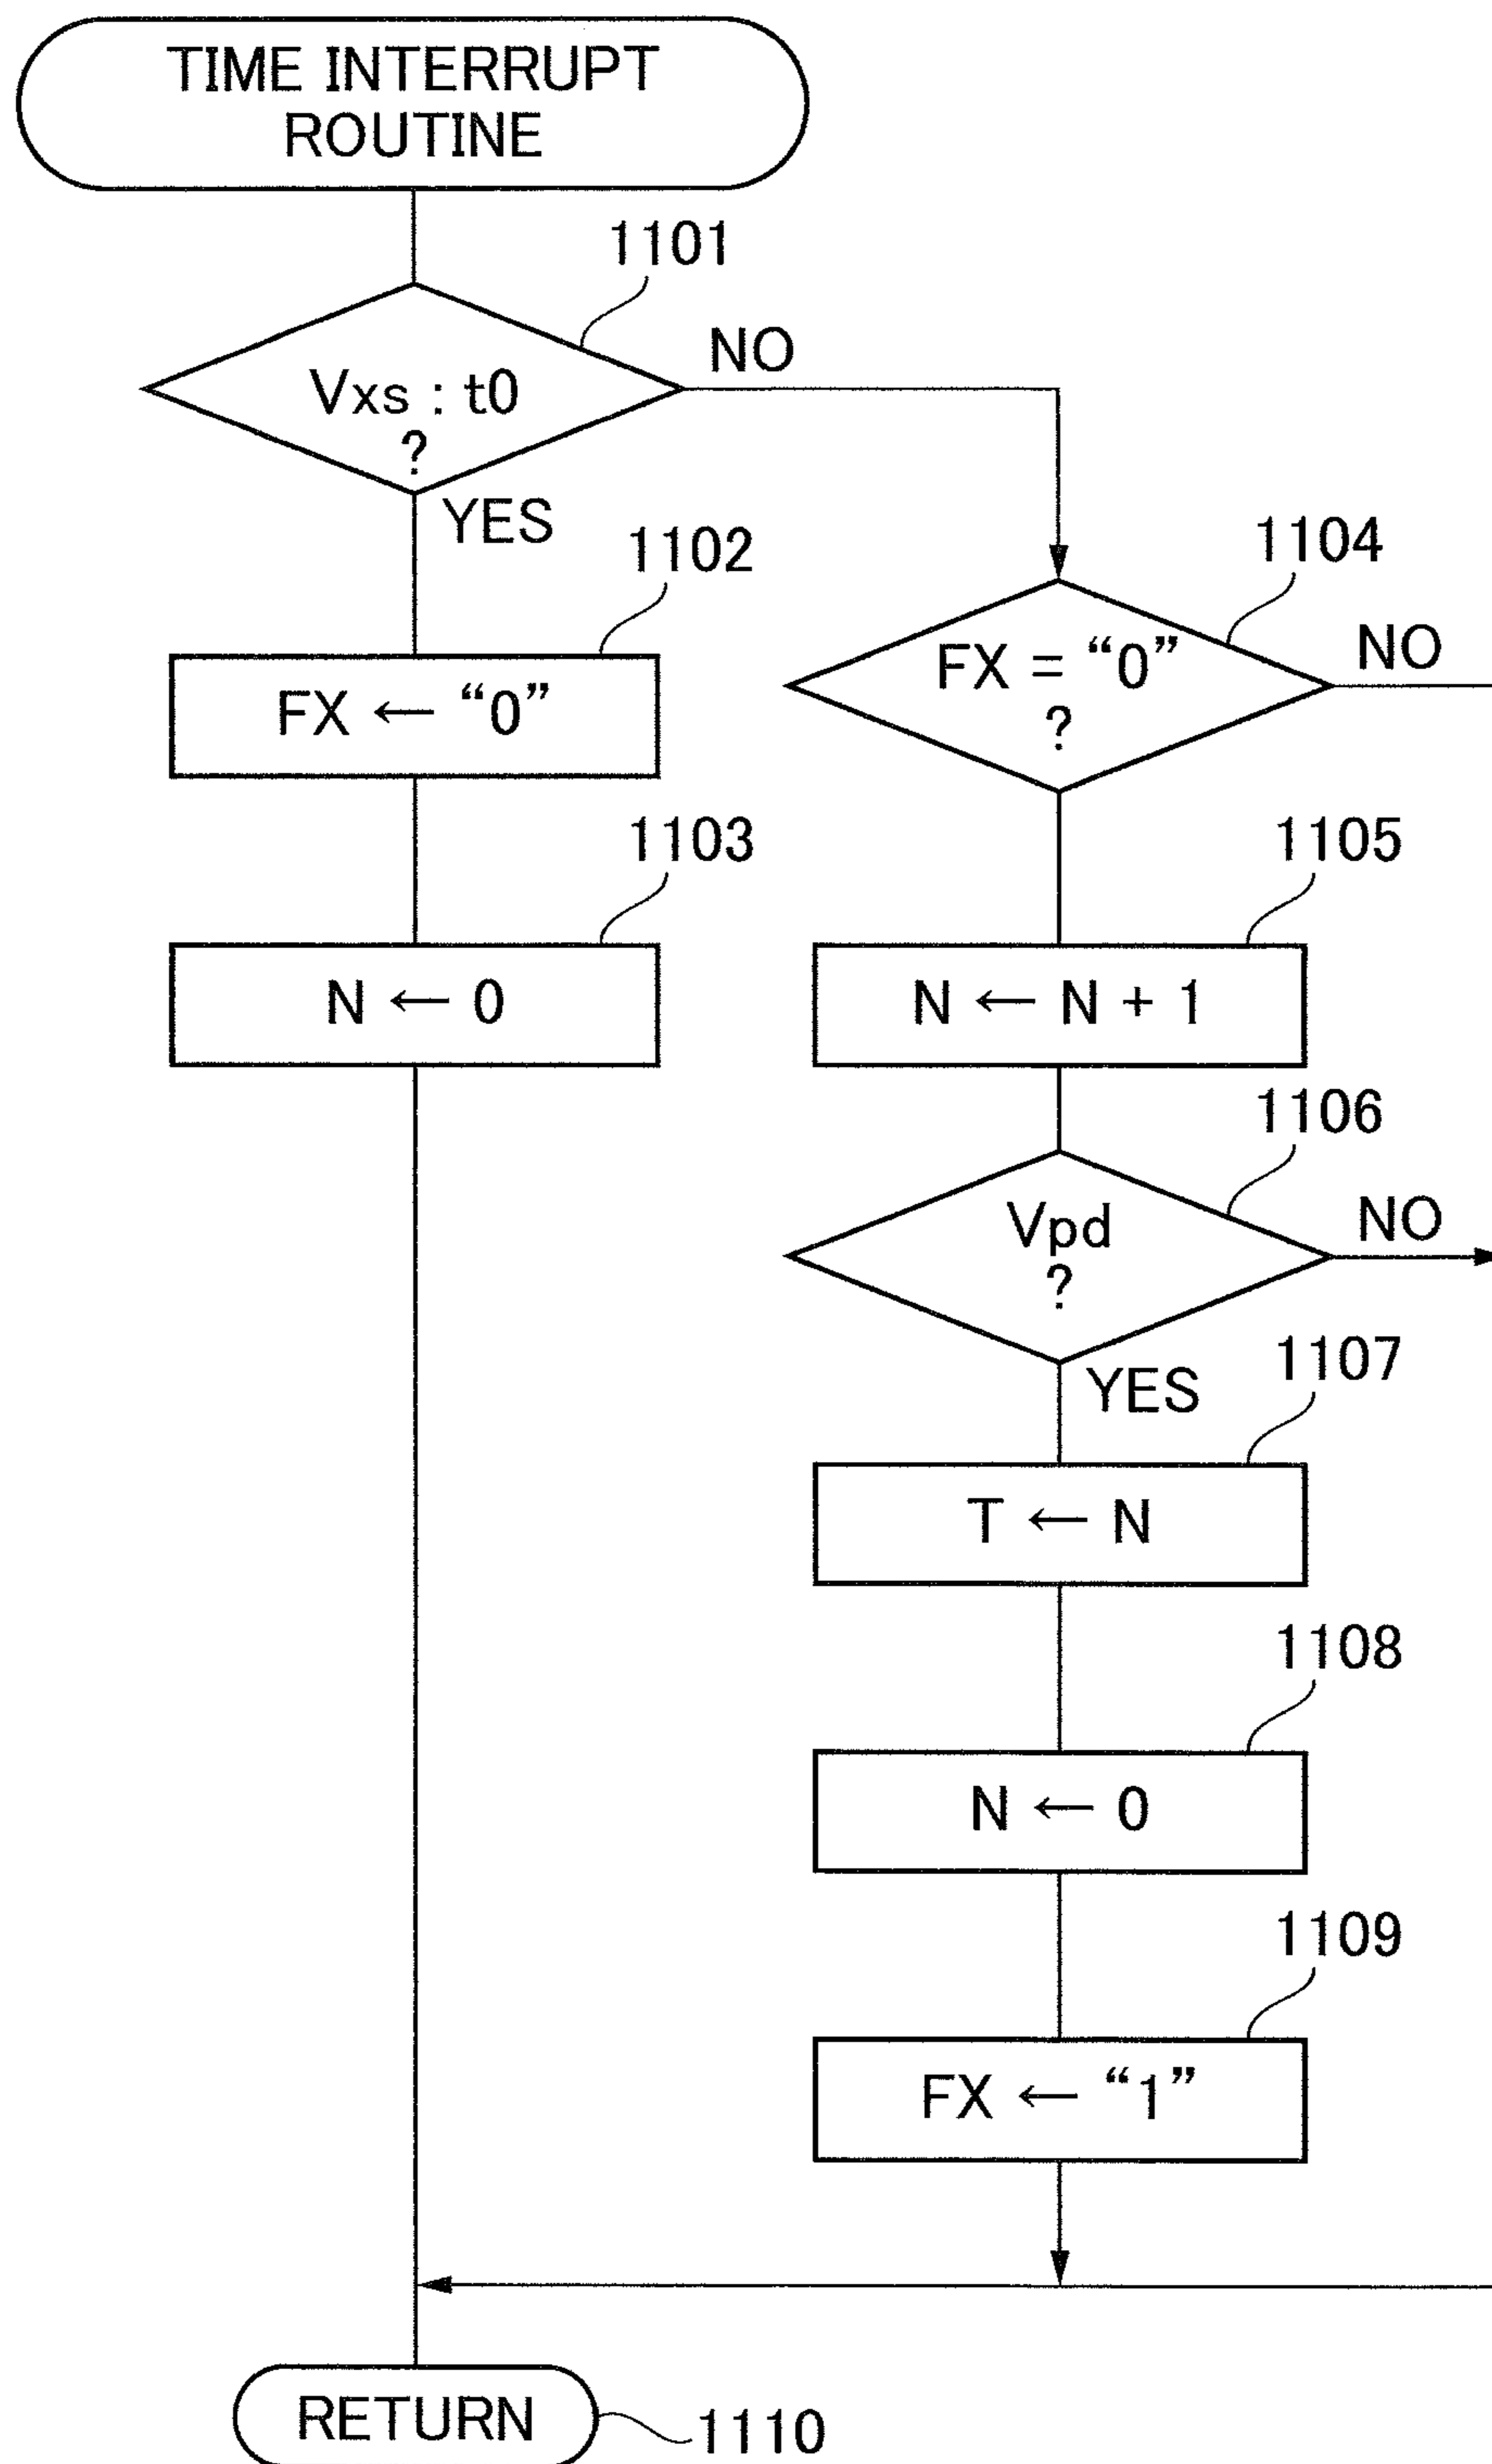 TIME INTERRUPT
ROUTINE
1101
Vxs : t0
?
NO
YES
1102
FX ← “0”
1103
N ← 0
1104
FX = “0”
?
NO
1105
N ← N + 1
1106
Vpd
?
NO
YES
1107
T ← N
1108
N ← 0
1109
FX ← “1”
RETURN
1110